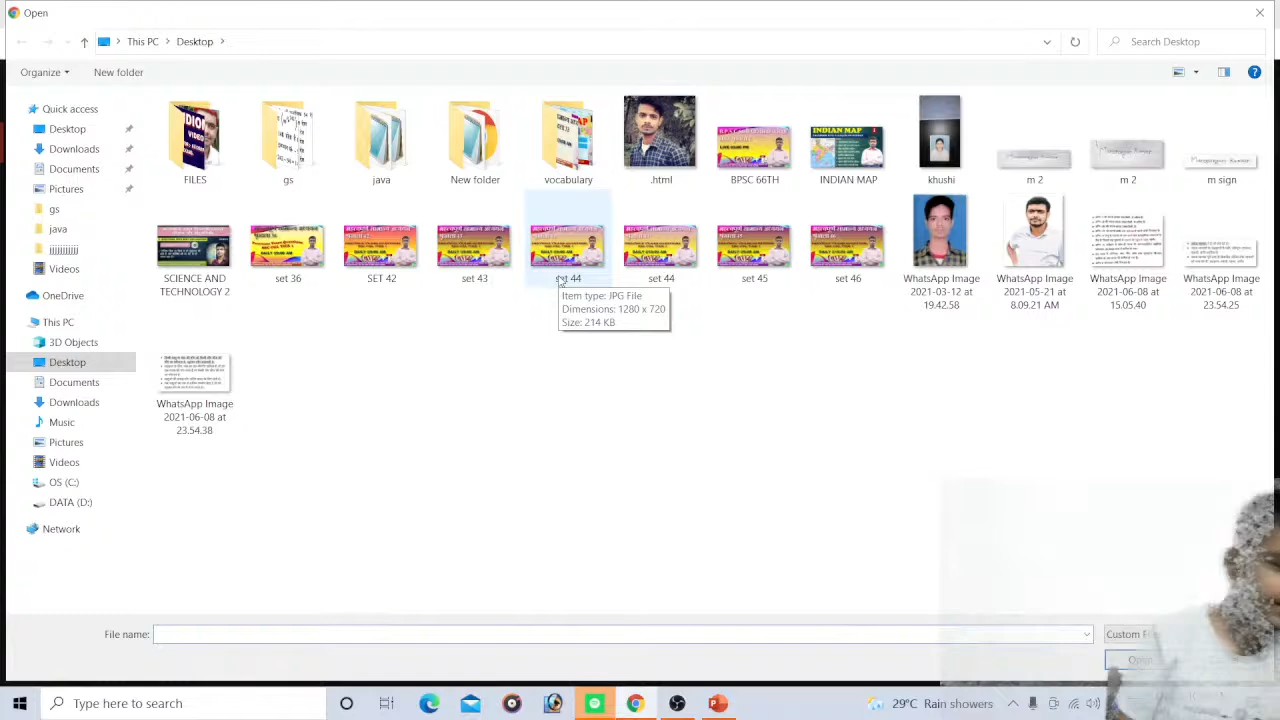 Open
This PC > Desktop >
Search Desktop
Organize
New folder
Quick access
Desktop
Downloads
Documents
Pictures
gs
java
jjjjjjjjjjjj
Videos
OneDrive
This PC
3D Objects
Desktop
Documents
Downloads
Music
Pictures
Videos
OS (C:)
DATA (D:)
Network
FILES
gs
java
New folder
vocabulary
.html
BPSC 66TH
INDIAN MAP
INDIAN MAP
khushi
m 2
m 2
m sign
SCIENCE AND
TECHNOLOGY 2
set 36
SET 42
set 43
set 44
set 44
set 45
set 46
WhatsApp Image
2021-03-12 at
19.42.58
WhatsApp Image
2021-05-21 at
8.09.21 AM
WhatsApp Image
2021-06-08 at
15.05.40
WhatsApp Image
2021-06-08 at
23.54.25
Item type: JPG File
Dimensions: 1280 x 720
Size: 214 KB
WhatsApp Image
2021-06-08 at
23.54.38
File name:
Custom
Open
Type here to search
29°C Rain showers